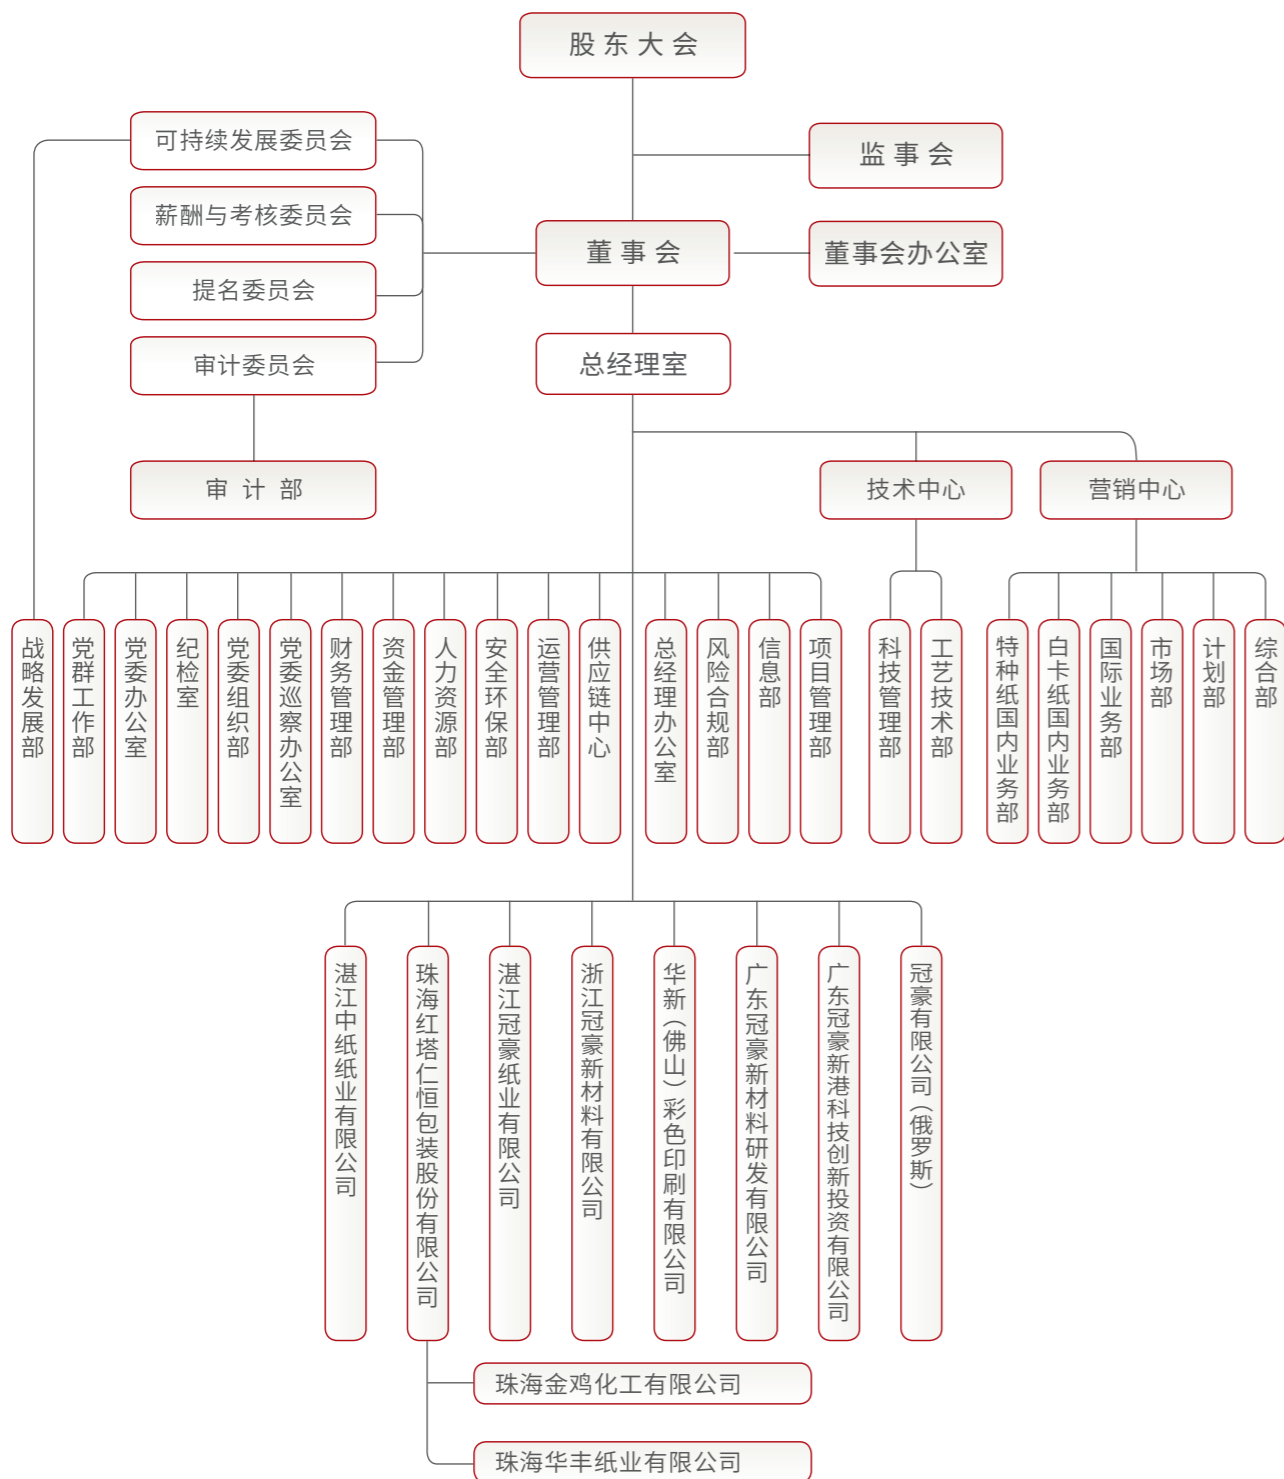 股东大会
可持续发展委员会
监事会
薪酬与考核委员会
董事会
董事会办公室
提名委员会
审计委员会
总经理室
审计部
技术中心
营销中心
战略发展部
党群工作部
党委办公室
纪检室
党委组织部
党委巡察办公室
财务管理部
资金管理部
人力资源部
安全环保部
运营管理部
供应链中心
总经理办公室
风险合规部
信息部
项目管理部
科技管理部
工艺技术部
特种纸国内业务部
白卡纸国内业务部
国际业务部
市场部
计划部
综合部
湛江中纸纸业有限公司
珠海红塔仁恒包装股份有限公司
湛江冠豪纸业有限公司
浙江冠豪新材料有限公司
华新（佛山）彩色印刷有限公司
广东冠豪新材料研发有限公司
广东冠豪新港科技创新投资有限公司
冠豪有限公司（俄罗斯）
珠海金鸡化工有限公司
珠海华丰纸业有限公司